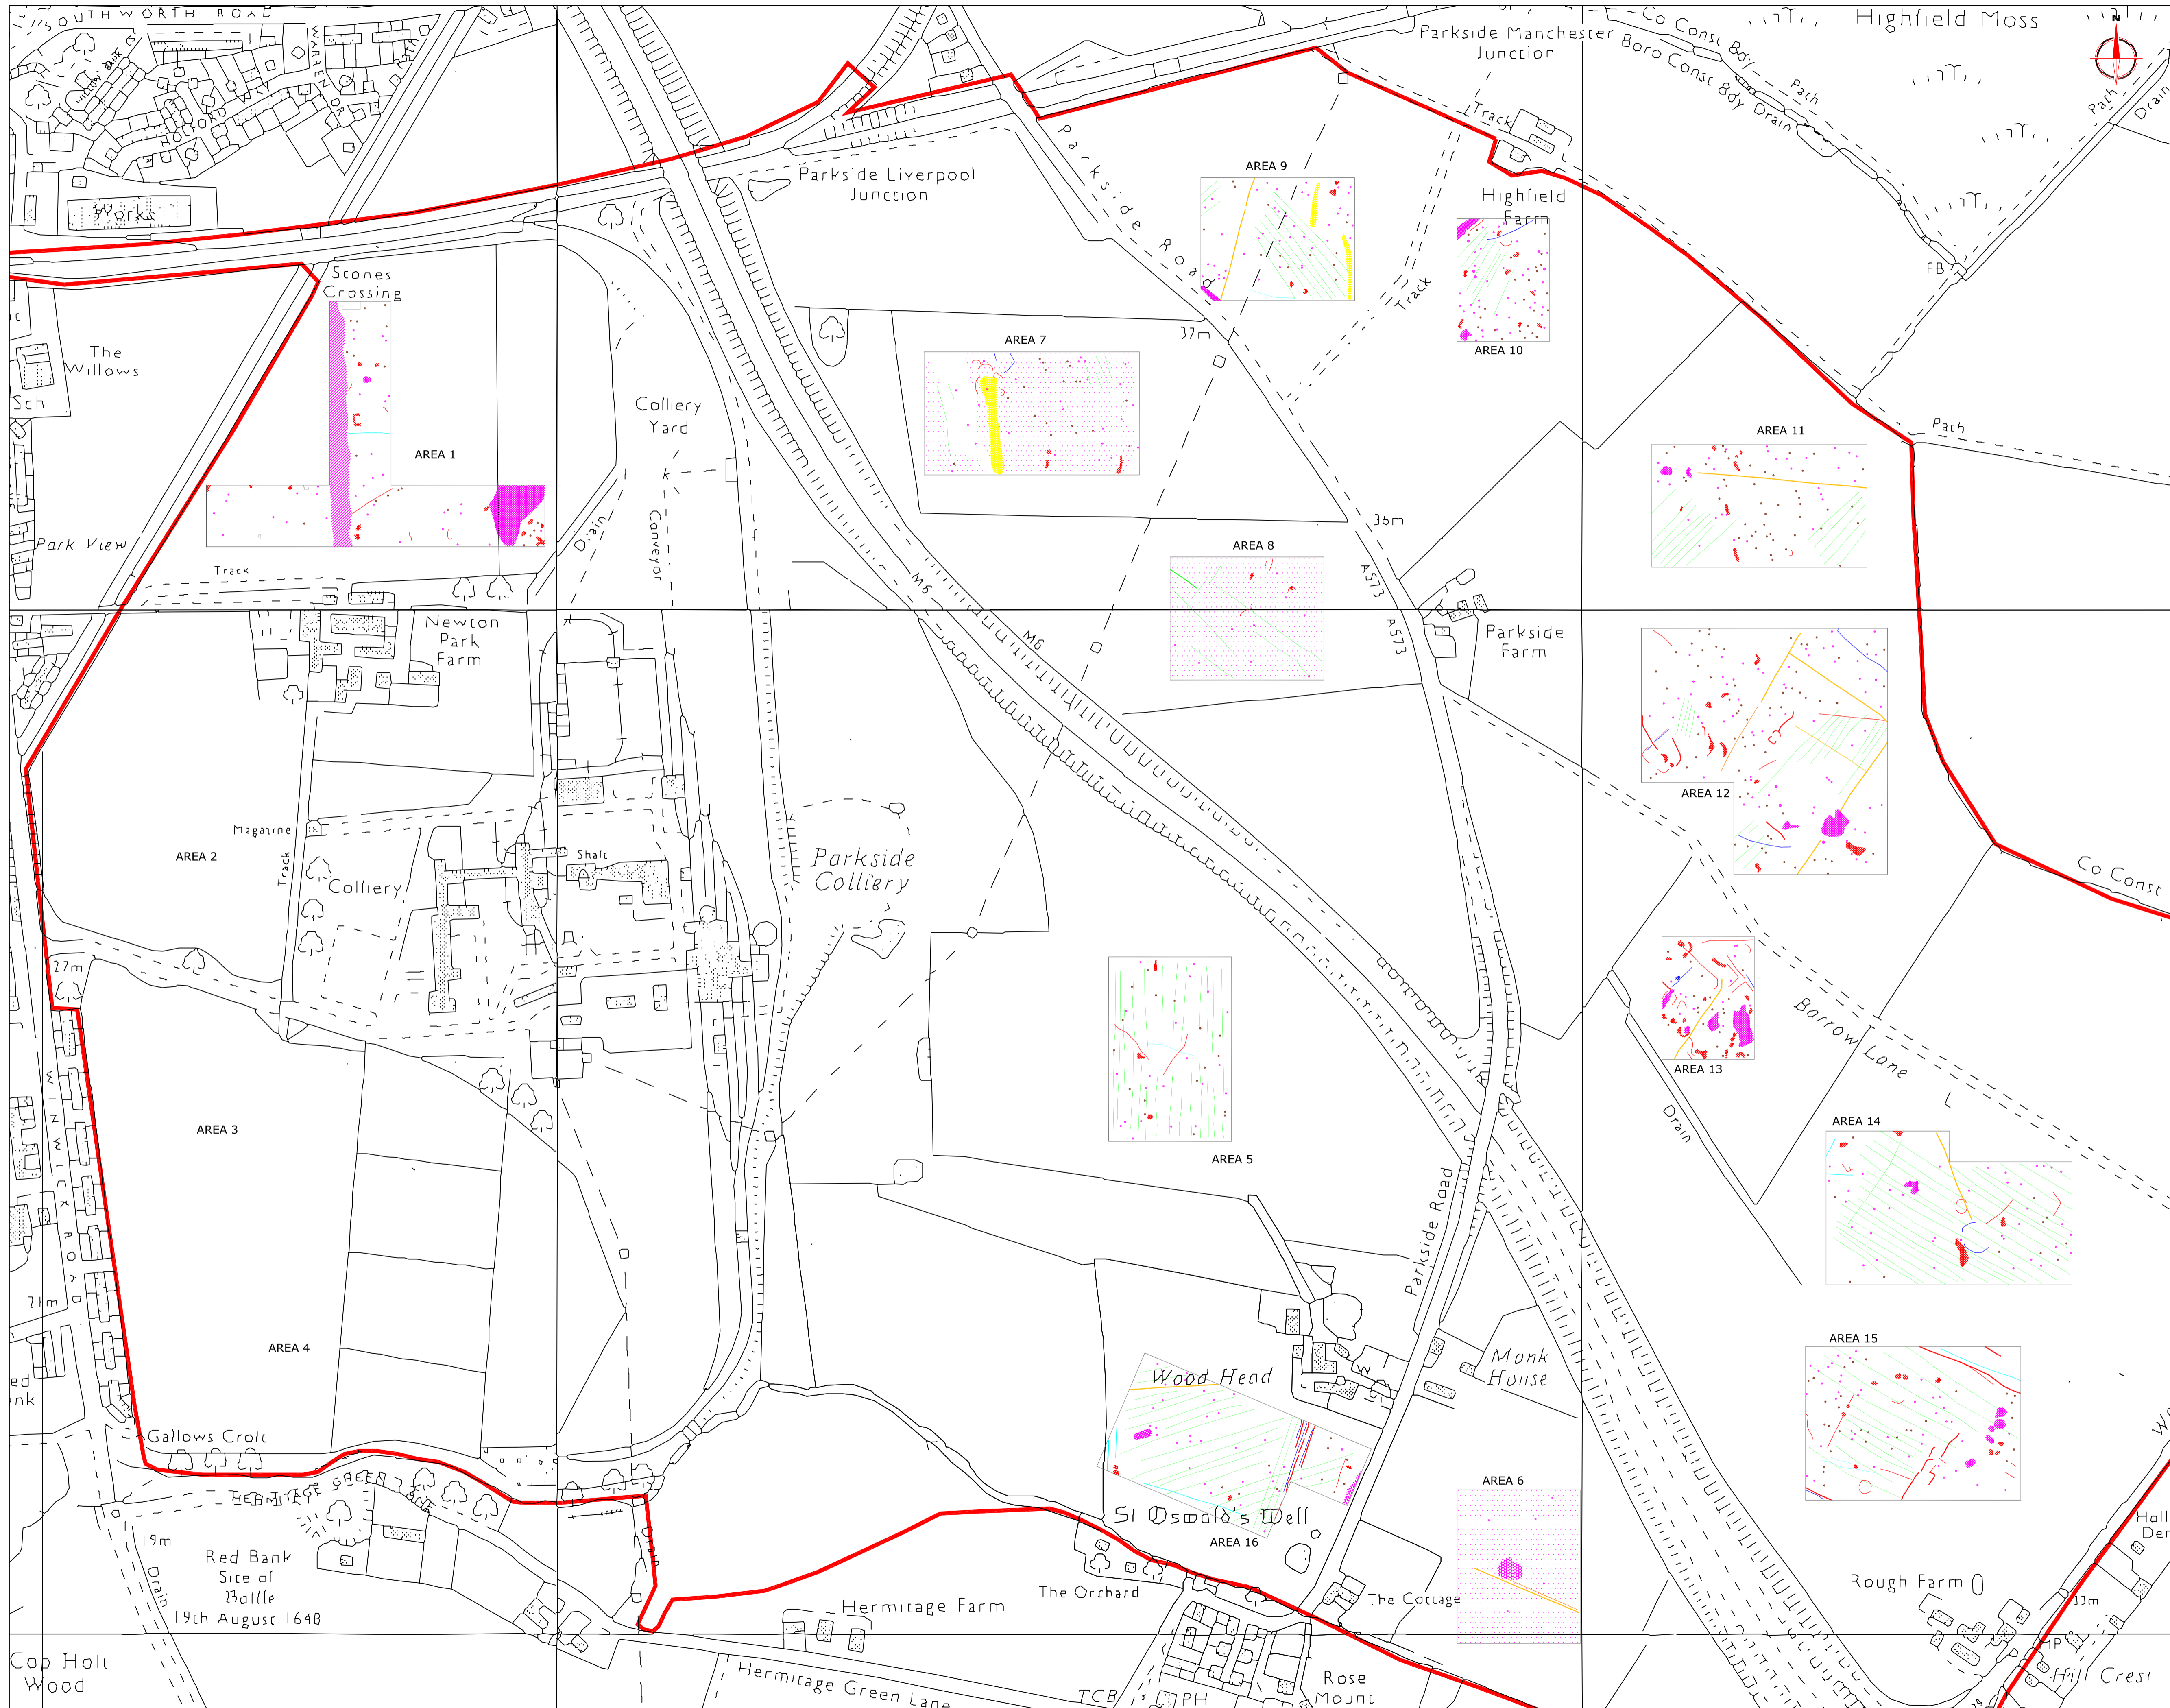 SOUTHWORTH ROAD
WARREN DR
WILLOW BANK
Works
Parkside Manchester
Junction
Co Const Bdy
Boro Const Bdy
Path
Drain
Highfield Moss
N
Path
Drain
Parkside Liverpool
Junction
Parkside Road
Track
Highfield
Farm
AREA 9
AREA 10
FB
Scones
Crossing
The
Willows
Sch
AREA 1
Park View
Track
Colliery
Yard
Conveyor
Drain
AREA 7
37m
Track
AREA 11
Path
AREA 8
36m
M6
M6
A573
A573
Parkside
Farm
Newton
Park
Farm
Magazine
AREA 2
Track
Colliery
Shaft
Parkside
Colliery
AREA 12
Co Const
27m
AREA 13
Barrow Lane
Drain
WINWICK ROAD
AREA 3
AREA 5
AREA 14
21m
AREA 4
Parkside Road
Monk
House
AREA 15
Wood Head
W
Gallows Croft
HERMITAGE GREEN LANE
St Oswald's Well
AREA 16
AREA 6
19m
Drain
Drain
Red Bank
Site of
Battle
19th August 1648
The Orchard
The Cottage
Hermitage Farm
Rough Farm
33m
MP
Hill Crest
Cop Holt
Wood
Hermitage Green Lane
TCB
PH
Rose
Mount